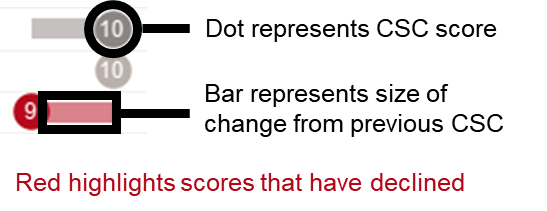 10 Dot represents CSC score
10
9 Bar represents size of
change from previous CSC
Red highlights scores that have declined